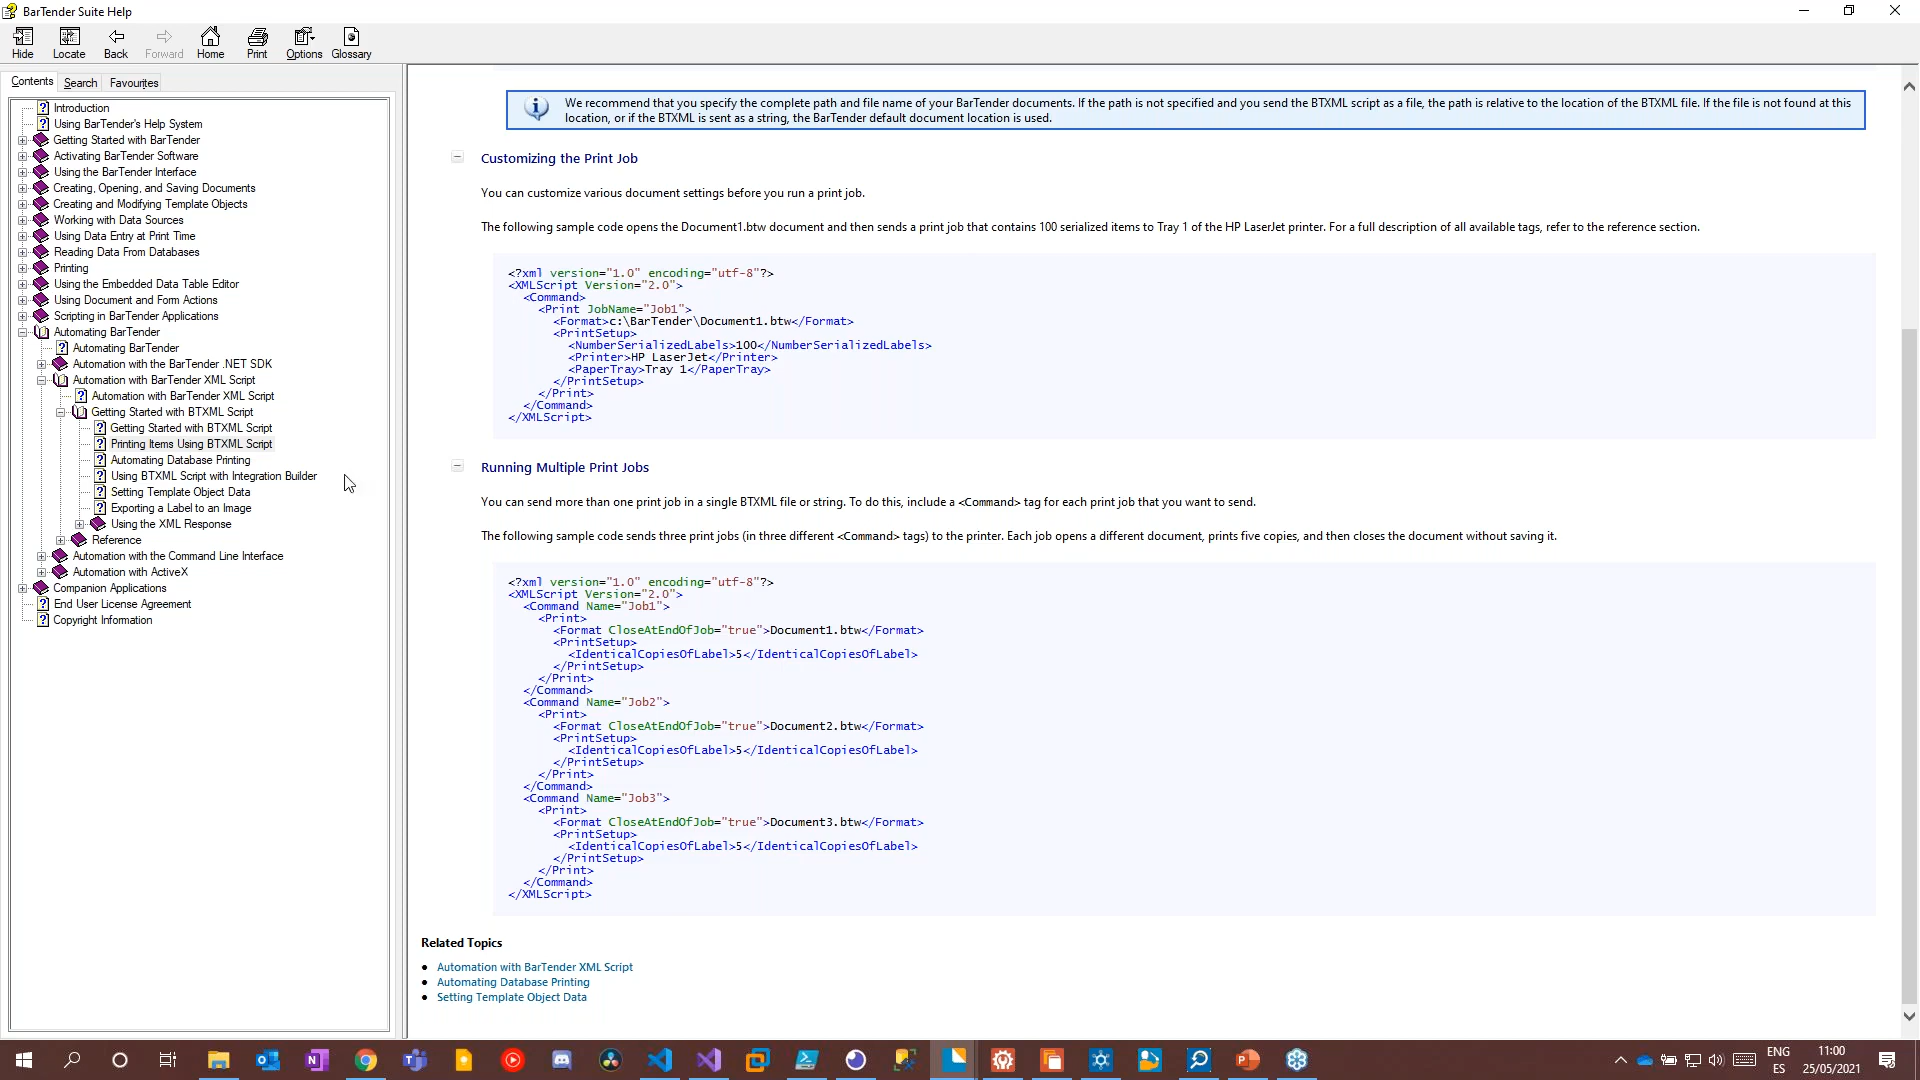 BarTender Suite Help
Hide
Locate
Back
Forward
Home
Print
Options
Glossary
Contents
Search
Favourites
Introduction
Using BarTender's Help System
Getting Started with BarTender
Activating BarTender Software
Using the BarTender Interface
Creating, Opening, and Saving Documents
Creating and Modifying Template Objects
Working with Data Sources
Using Data Entry at Print Time
Reading Data From Databases
Printing
Using the Embedded Data Table Editor
Using Document and Form Actions
Scripting in BarTender Applications
Automating BarTender
Automating BarTender
Automation with the BarTender .NET SDK
Automation with BarTender XML Script
Automation with BarTender XML Script
Getting Started with BTXML Script
Getting Started with BTXML Script
Printing Items Using BTXML Script
Automating Database Printing
Using BTXML Script with Integration Builder
Setting Template Object Data
Exporting a Label to an Image
Using the XML Response
Reference
Automation with the Command Line Interface
Automation with ActiveX
Companion Applications
End User License Agreement
Copyright Information
We recommend that you specify the complete path and file name of your BarTender documents. If the path is not specified and you send the BTXML script as a file, the path is relative to the location of the BTXML file. If the file is not found at this
location, or if the BTXML is sent as a string, the BarTender default document location is used.
Customizing the Print Job
You can customize various document settings before you run a print job.
The following sample code opens the Document1.btw document and then sends a print job that contains 100 serialized items to Tray 1 of the HP LaserJet printer. For a full description of all available tags, refer to the reference section.
<?xml version="1.0" encoding="utf-8"?>
<XMLScript Version="2.0">
<Command>
<Print JobName="Job1">
<Format>c:\BarTender\Document1.btw</Format>
<PrintSetup>
<NumberSerializedLabels>100</NumberSerializedLabels>
<Printer>HP LaserJet</Printer>
<PaperTray>Tray 1</PaperTray>
</PrintSetup>
</Print>
</Command>
</XMLScript>
Running Multiple Print Jobs
You can send more than one print job in a single BTXML file or string. To do this, include a <Command> tag for each print job that you want to send.
The following sample code sends three print jobs (in three different <Command> tags) to the printer. Each job opens a different document, prints five copies, and then closes the document without saving it.
<?xml version="1.0" encoding="utf-8"?>
<XMLScript Version="2.0">
<Command Name="Job1">
<Print>
<Format CloseAtEndOfJob="true">Document1.btw</Format>
<PrintSetup>
<IdenticalCopiesOfLabel>5</IdenticalCopiesOfLabel>
</PrintSetup>
</Print>
</Command>
<Command Name="Job2">
<Print>
<Format CloseAtEndOfJob="true">Document2.btw</Format>
<PrintSetup>
<IdenticalCopiesOfLabel>5</IdenticalCopiesOfLabel>
</PrintSetup>
</Print>
</Command>
<Command Name="Job3">
<Print>
<Format CloseAtEndOfJob="true">Document3.btw</Format>
<PrintSetup>
<IdenticalCopiesOfLabel>5</IdenticalCopiesOfLabel>
</PrintSetup>
</Print>
</Command>
</XMLScript>
Related Topics
Automation with BarTender XML Script
Automating Database Printing
Setting Template Object Data
ENG
ES
11:00
25/05/2021